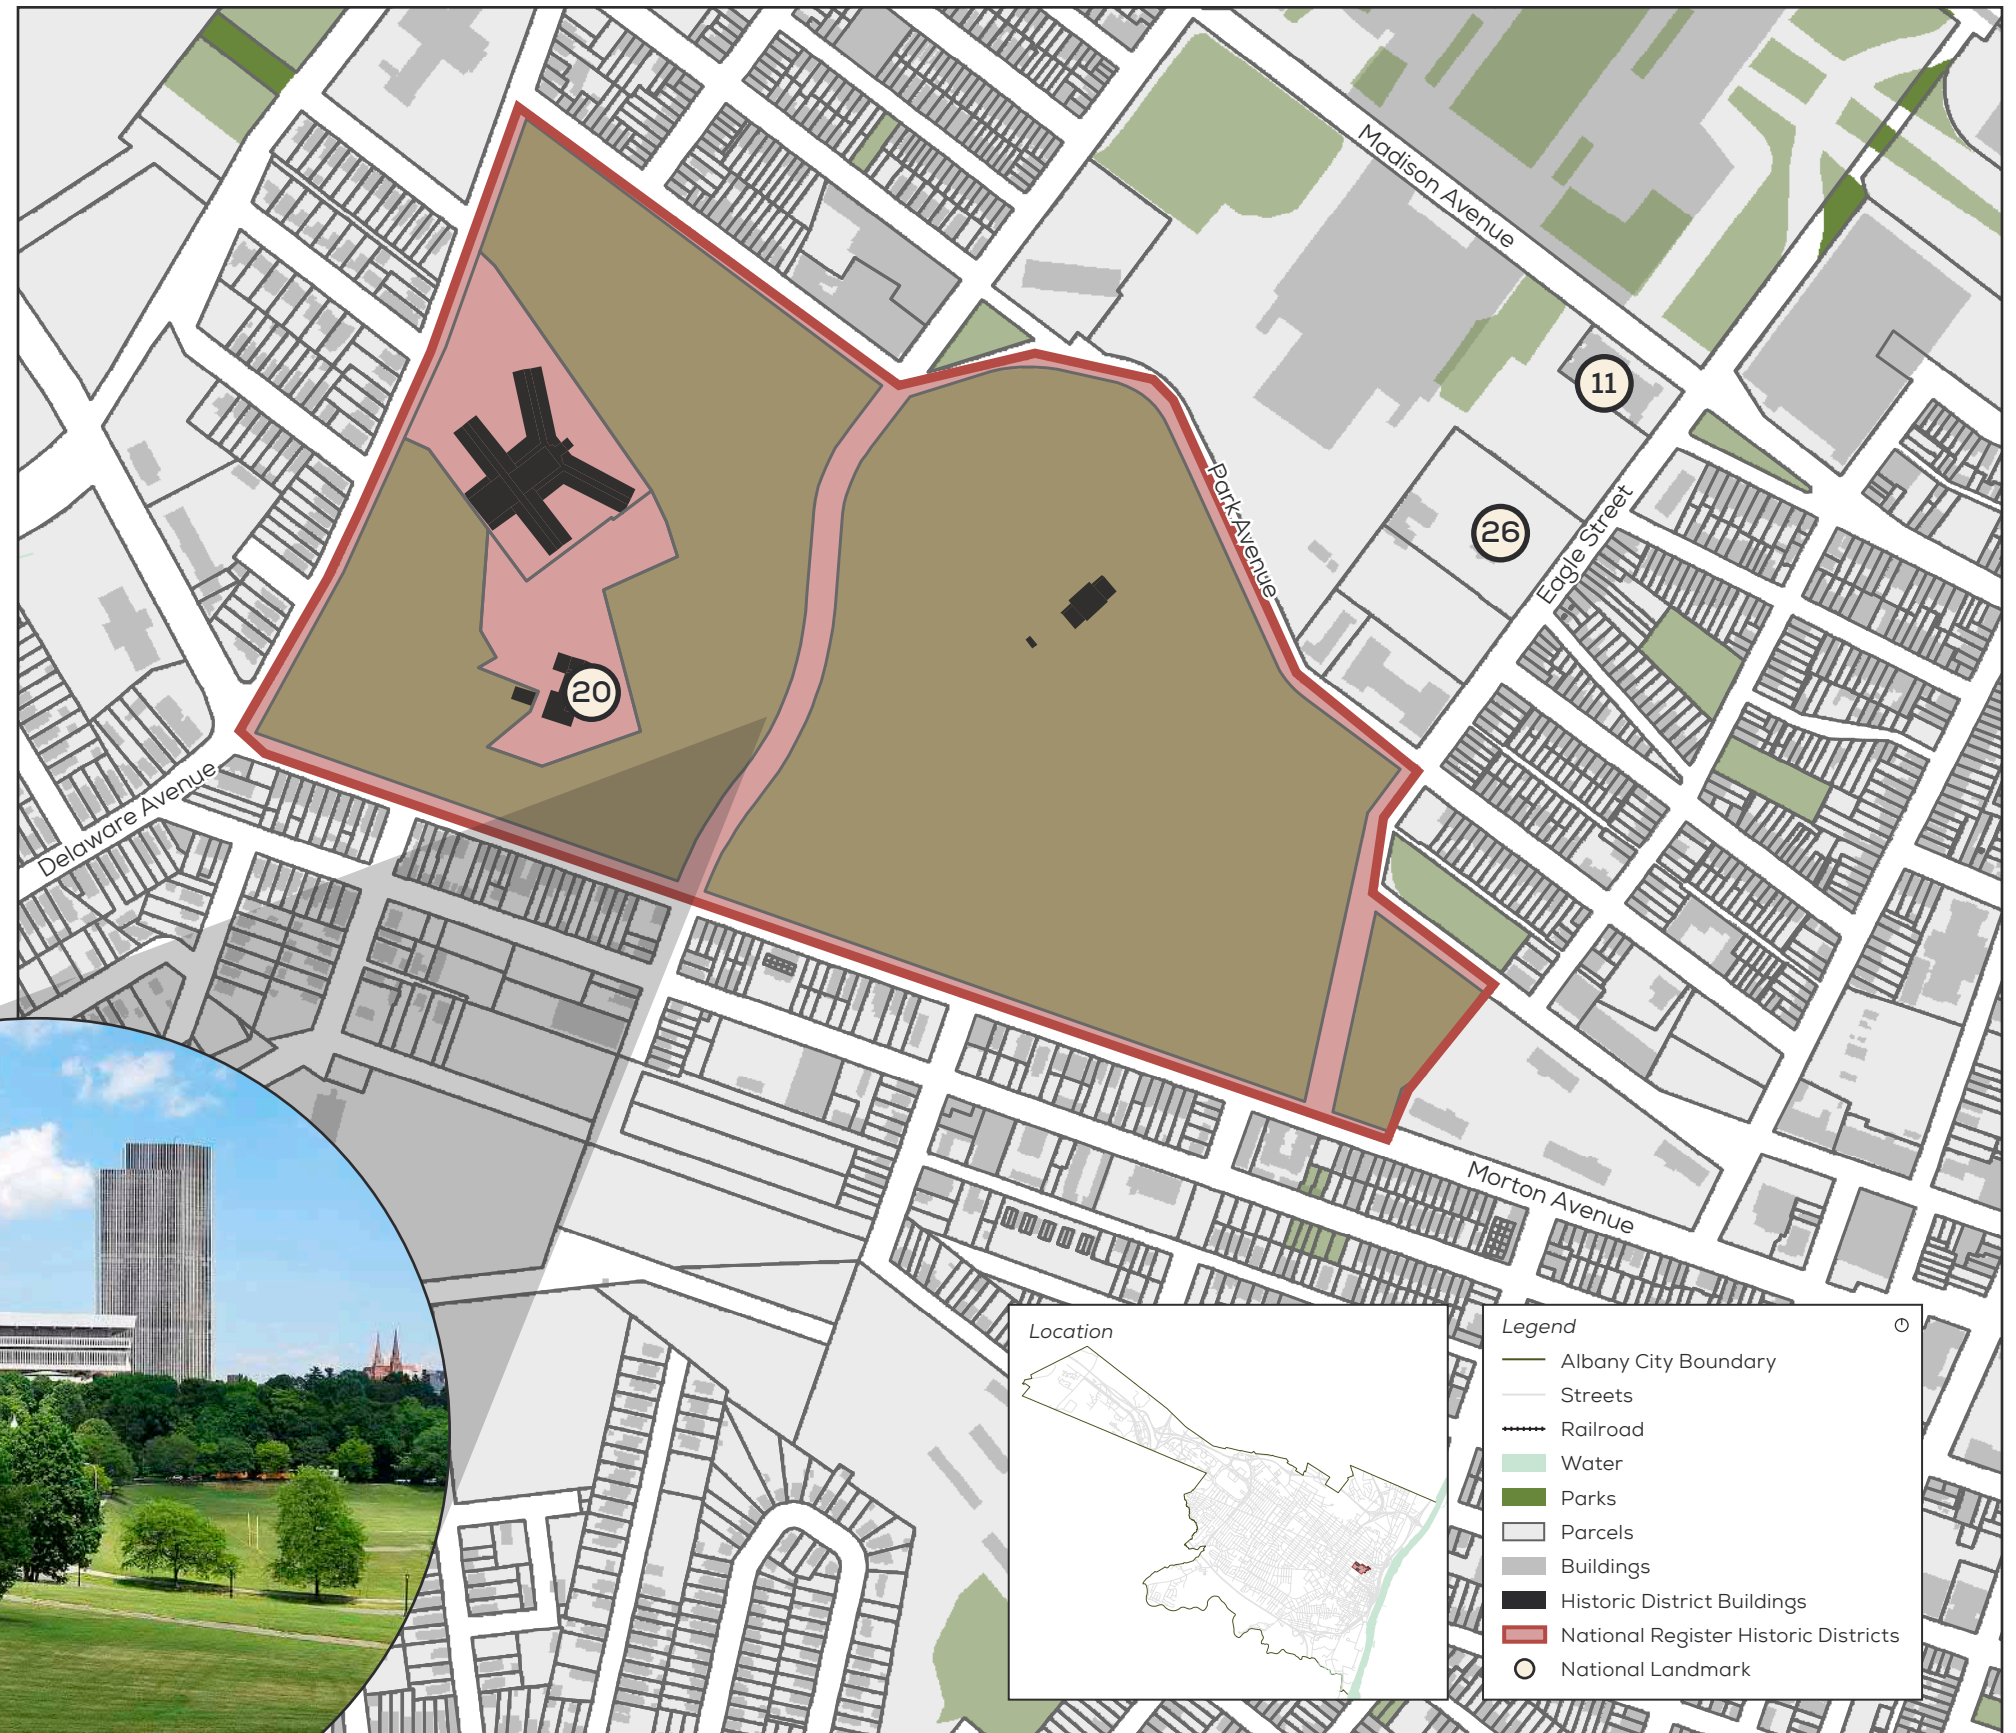 Madison Avenue
11
Park Avenue
26
Eagle Street
20
Delaware Avenue
Morton Avenue
Location
Legend
Albany City Boundary
Streets
Railroad
Water
Parks
Parcels
Buildings
Historic District Buildings
National Register Historic Districts
National Landmark